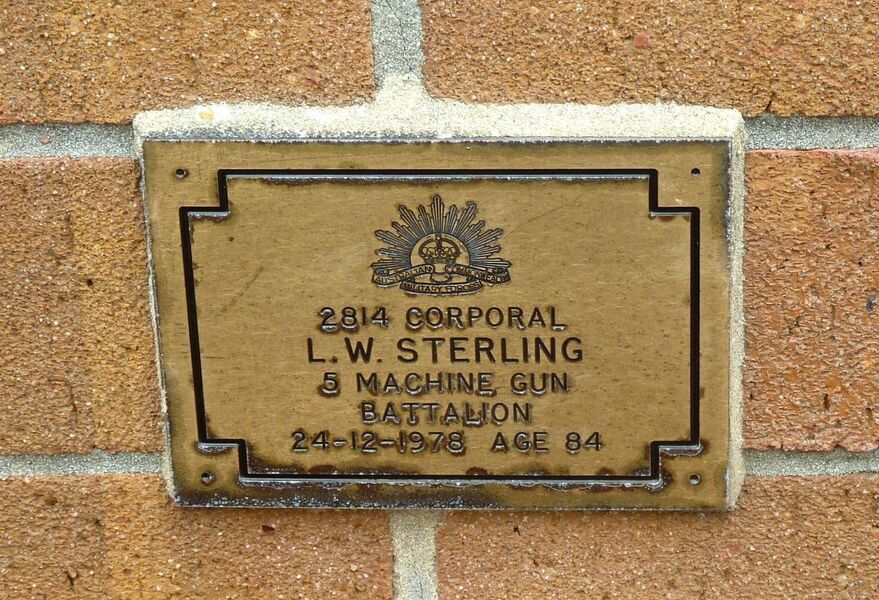 AUSTRALIAN COMMONWEALTH
MILITARY FORCES
2814 CORPORAL
L.W. STERLING
5 MACHINE GUN
BATTALION
24-12-1978 AGE 84